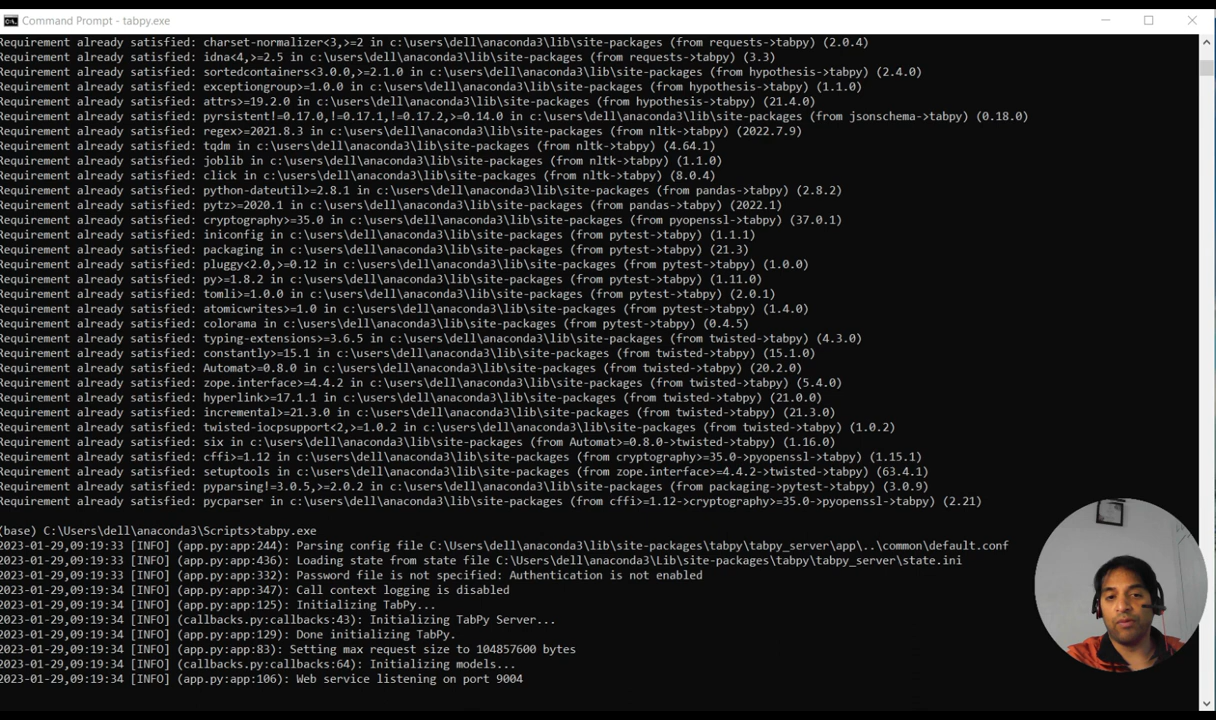 Command Prompt - tabpy.exe
Requirement already satisfied: charset-normalizer<3,>=2 in c:\users\dell\anaconda3\lib\site-packages (from requests->tabpy) (2.0.4)
Requirement already satisfied: idna<4,>=2.5 in c:\users\dell\anaconda3\lib\site-packages (from requests->tabpy) (3.3)
Requirement already satisfied: sortedcontainers<3.0.0,>=2.1.0 in c:\users\dell\anaconda3\lib\site-packages (from hypothesis->tabpy) (2.4.0)
Requirement already satisfied: exceptiongroup>=1.0.0 in c:\users\dell\anaconda3\lib\site-packages (from hypothesis->tabpy) (1.1.0)
Requirement already satisfied: attrs>=19.2.0 in c:\users\dell\anaconda3\lib\site-packages (from hypothesis->tabpy) (21.4.0)
Requirement already satisfied: pyrsistent!=0.17.0,!=0.17.1,!=0.17.2,>=0.14.0 in c:\users\dell\anaconda3\lib\site-packages (from jsonschema->tabpy) (0.18.0)
Requirement already satisfied: regex>=2021.8.3 in c:\users\dell\anaconda3\lib\site-packages (from nltk->tabpy) (2022.7.9)
Requirement already satisfied: tqdm in c:\users\dell\anaconda3\lib\site-packages (from nltk->tabpy) (4.64.1)
Requirement already satisfied: joblib in c:\users\dell\anaconda3\lib\site-packages (from nltk->tabpy) (1.1.0)
Requirement already satisfied: click in c:\users\dell\anaconda3\lib\site-packages (from nltk->tabpy) (8.0.4)
Requirement already satisfied: python-dateutil>=2.8.1 in c:\users\dell\anaconda3\lib\site-packages (from pandas->tabpy) (2.8.2)
Requirement already satisfied: pytz>=2020.1 in c:\users\dell\anaconda3\lib\site-packages (from pandas->tabpy) (2022.1)
Requirement already satisfied: cryptography>=35.0 in c:\users\dell\anaconda3\lib\site-packages (from pyopenssl->tabpy) (37.0.1)
Requirement already satisfied: iniconfig in c:\users\dell\anaconda3\lib\site-packages (from pytest->tabpy) (1.1.1)
Requirement already satisfied: packaging in c:\users\dell\anaconda3\lib\site-packages (from pytest->tabpy) (21.3)
Requirement already satisfied: pluggy<2.0,>=0.12 in c:\users\dell\anaconda3\lib\site-packages (from pytest->tabpy) (1.0.0)
Requirement already satisfied: py>=1.8.2 in c:\users\dell\anaconda3\lib\site-packages (from pytest->tabpy) (1.11.0)
Requirement already satisfied: tomli>=1.0.0 in c:\users\dell\anaconda3\lib\site-packages (from pytest->tabpy) (2.0.1)
Requirement already satisfied: atomicwrites>=1.0 in c:\users\dell\anaconda3\lib\site-packages (from pytest->tabpy) (1.4.0)
Requirement already satisfied: colorama in c:\users\dell\anaconda3\lib\site-packages (from pytest->tabpy) (0.4.5)
Requirement already satisfied: typing-extensions>=3.6.5 in c:\users\dell\anaconda3\lib\site-packages (from twisted->tabpy) (4.3.0)
Requirement already satisfied: constantly>=15.1 in c:\users\dell\anaconda3\lib\site-packages (from twisted->tabpy) (15.1.0)
Requirement already satisfied: Automat>=0.8.0 in c:\users\dell\anaconda3\lib\site-packages (from twisted->tabpy) (20.2.0)
Requirement already satisfied: zope.interface>=4.4.2 in c:\users\dell\anaconda3\lib\site-packages (from twisted->tabpy) (5.4.0)
Requirement already satisfied: hyperlink>=17.1.1 in c:\users\dell\anaconda3\lib\site-packages (from twisted->tabpy) (21.0.0)
Requirement already satisfied: incremental>=21.3.0 in c:\users\dell\anaconda3\lib\site-packages (from twisted->tabpy) (21.3.0)
Requirement already satisfied: twisted-iocpsupport<2,>=1.0.2 in c:\users\dell\anaconda3\lib\site-packages (from twisted->tabpy) (1.0.2)
Requirement already satisfied: six in c:\users\dell\anaconda3\lib\site-packages (from Automat>=0.8.0->twisted->tabpy) (1.16.0)
Requirement already satisfied: cffi>=1.12 in c:\users\dell\anaconda3\lib\site-packages (from cryptography>=35.0->pyopenssl->tabpy) (1.15.1)
Requirement already satisfied: setuptools in c:\users\dell\anaconda3\lib\site-packages (from zope.interface>=4.4.2->twisted->tabpy) (63.4.1)
Requirement already satisfied: pyparsing!=3.0.5,>=2.0.2 in c:\users\dell\anaconda3\lib\site-packages (from packaging->pytest->tabpy) (3.0.9)
Requirement already satisfied: pycparser in c:\users\dell\anaconda3\lib\site-packages (from cffi>=1.12->cryptography>=35.0->pyopenssl->tabpy) (2.21)
(base) C:\Users\dell\anaconda3\Scripts>tabpy.exe
2023-01-29,09:19:33 [INFO] (app.py:app:244): Parsing config file C:\Users\dell\anaconda3\lib\site-packages\tabpy\tabpy_server\app\..\common\default.conf
2023-01-29,09:19:33 [INFO] (app.py:app:436): Loading state from state file C:\Users\dell\anaconda3\Lib\site-packages\tabpy\tabpy_server\state.ini
2023-01-29,09:19:33 [INFO] (app.py:app:332): Password file is not specified: Authentication is not enabled
2023-01-29,09:19:34 [INFO] (app.py:app:347): Call context logging is disabled
2023-01-29,09:19:34 [INFO] (app.py:app:125): Initializing TabPy...
2023-01-29,09:19:34 [INFO] (callbacks.py:callbacks:43): Initializing TabPy Server...
2023-01-29,09:19:34 [INFO] (app.py:app:129): Done initializing TabPy.
2023-01-29,09:19:34 [INFO] (app.py:app:83): Setting max request size to 104857600 bytes
2023-01-29,09:19:34 [INFO] (callbacks.py:callbacks:64): Initializing models...
2023-01-29,09:19:34 [INFO] (app.py:app:106): Web service listening on port 9004